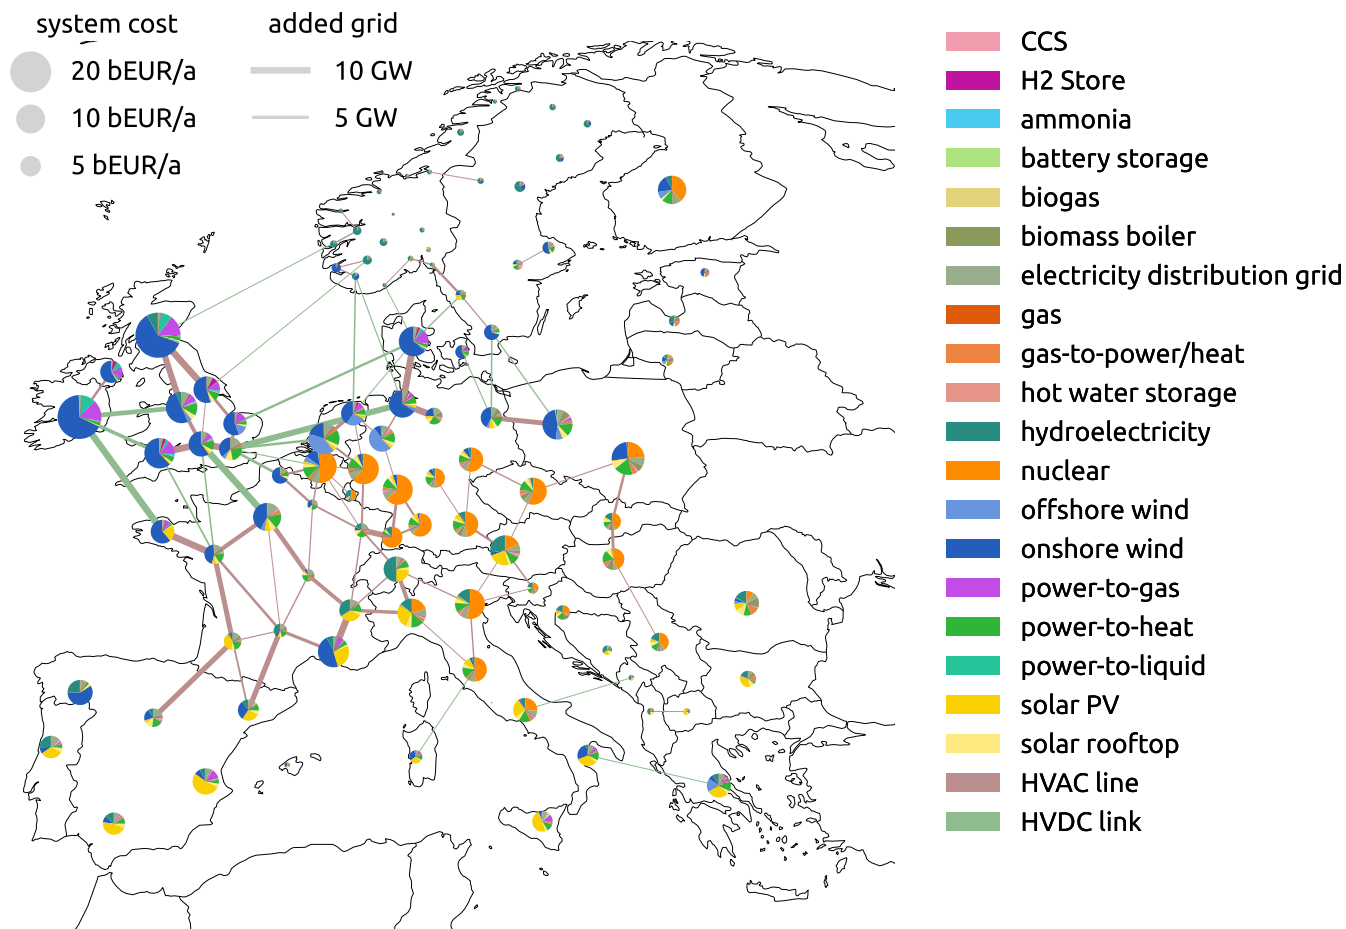 system cost
20 bEUR/a
10 bEUR/a
5 bEUR/a
added grid
10 GW
5 GW
CCS
H2 Store
ammonia
battery storage
biogas
biomass boiler
electricity distribution grid
gas
gas-to-power/heat
hot water storage
hydroelectricity
nuclear
offshore wind
onshore wind
power-to-gas
power-to-heat
power-to-liquid
solar PV
solar rooftop
HVAC line
HVDC link